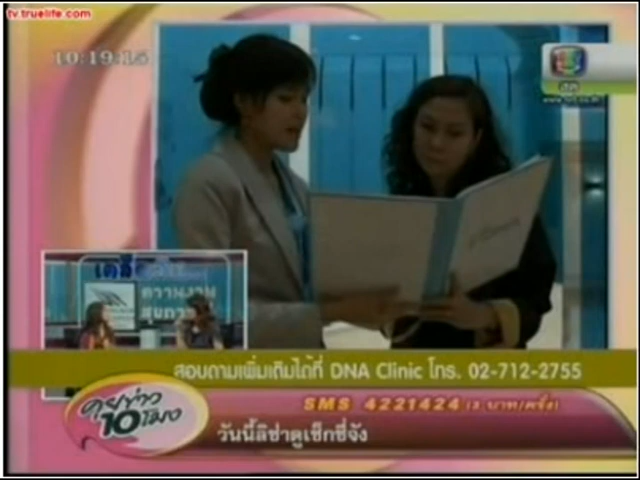 tv.truelife.com
10:19:15
สด
สอบถามเพิ่มเติมได้ที่ DNA Clinic โทร. 02-712-2755
SMS 4221424 (3 บาท/ครั้ง)
คุยข่าว
10 โมง
วันนี้ลิซ่าดูเซ็กซี่จัง